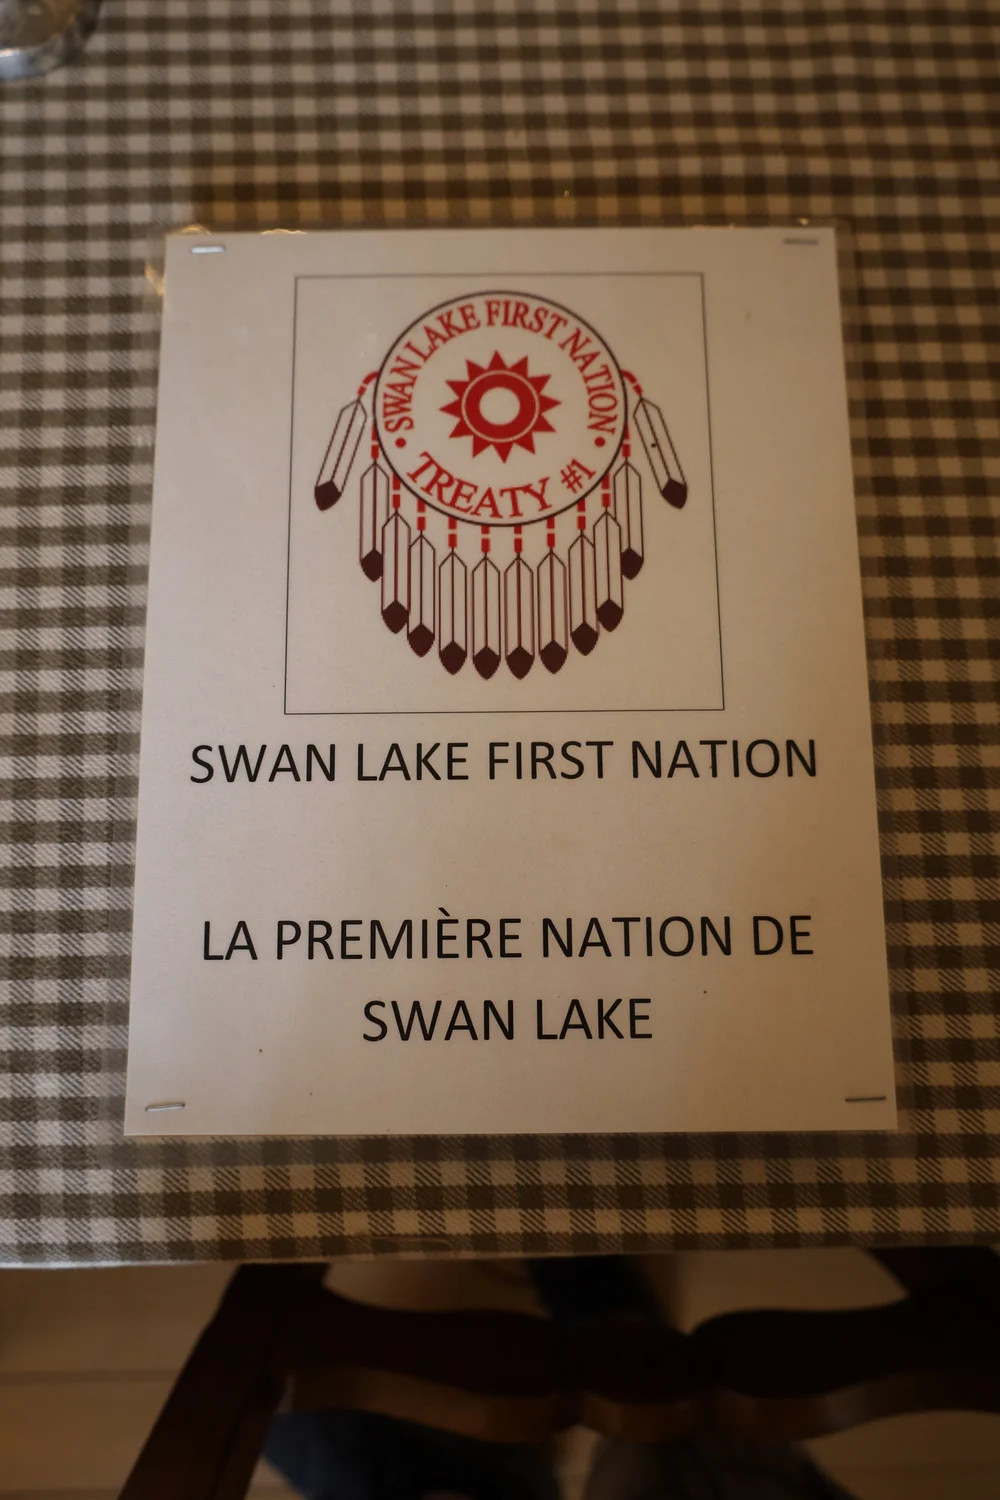 • SWAN LAKE FIRST NATION •
TREATY #1
SWAN LAKE FIRST NATION
LA PREMIÈRE NATION DE
SWAN LAKE